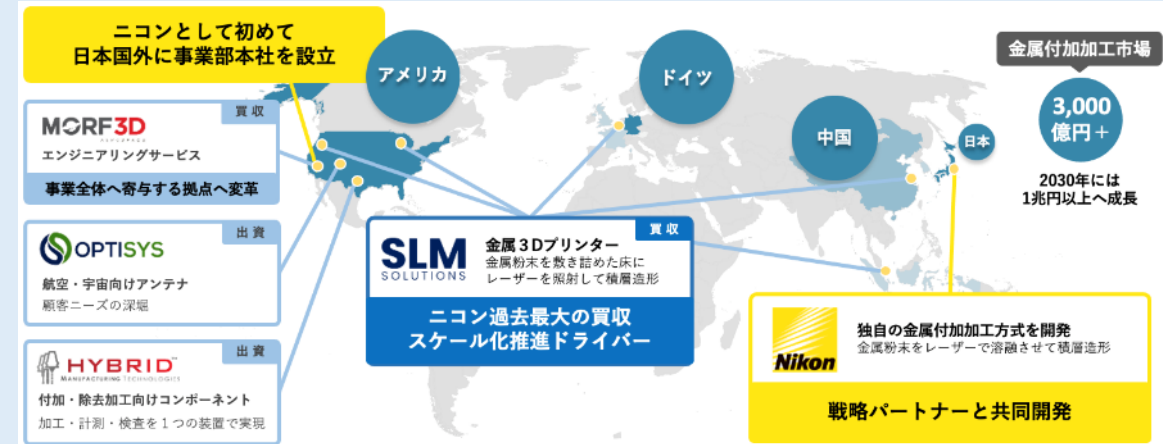 ニコンとして初めて
日本国外に事業部本社を設立
アメリカ
ドイツ
中国
日本
金属付加加工市場
3,000
億円+
2030年には
1兆円以上へ成長
買収
MORF3D
エンジニアリングサービス
事業全体へ寄与する拠点へ変革
出資
OPTISYS
航空・宇宙向けアンテナ
顧客ニーズの深堀
出資
HYBRID
MANUFACTURING TECHNOLOGIES
付加・除去加工向けコンポーネント
加工・計測・検査を1つの装置で実現
買収
SLM
SOLUTIONS
金属3Dプリンター
金属粉末を敷き詰めた床に
レーザーを照射して積層造形
ニコン過去最大の買収
スケール化推進ドライバー
Nikon
独自の金属付加加工方式を開発
金属粉末をレーザーで溶融させて積層造形
戦略パートナーと共同開発